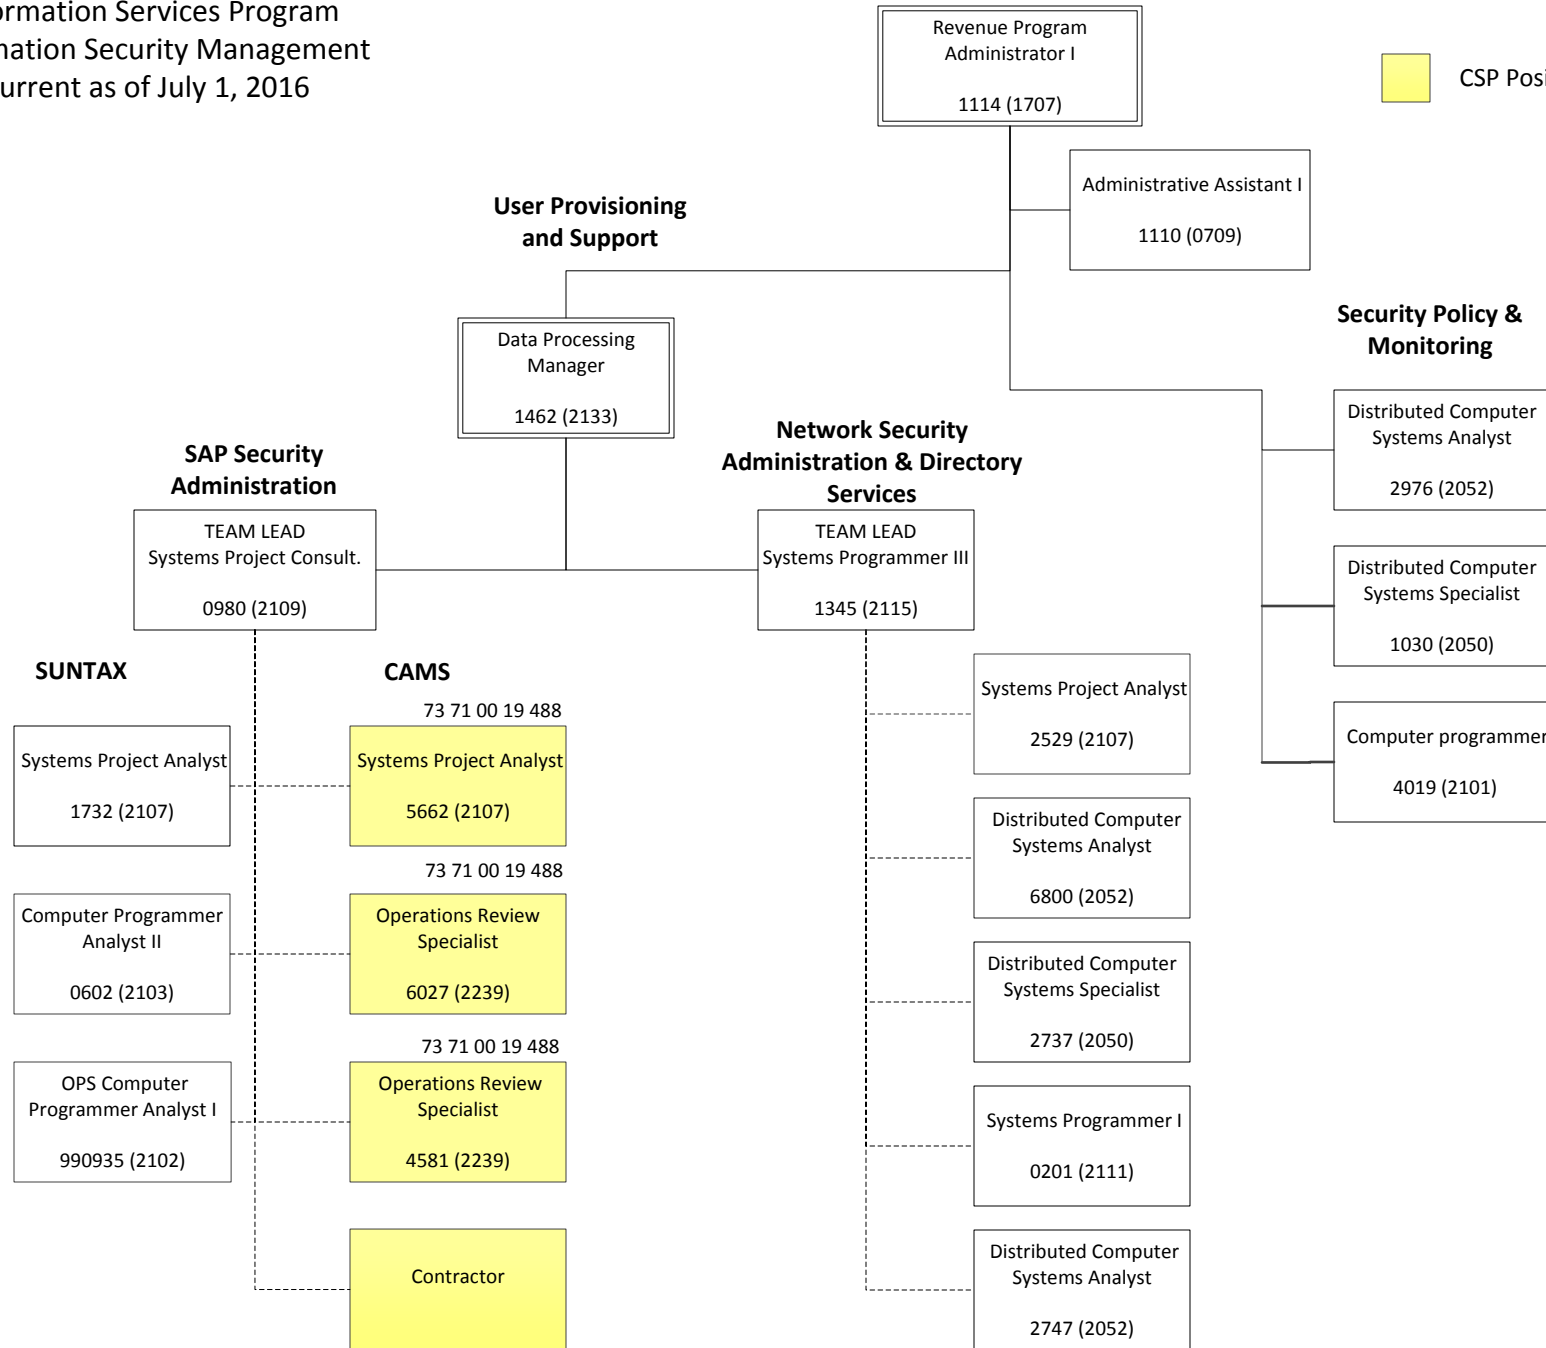 ormation Services Program
nation Security Management
urrent as of July 1, 2016
Revenue Program
Administrator I
1114 (1707)
CSP Posi
Administrative Assistant I
1110 (0709)
User Provisioning
and Support
Data Processing
Manager
1462 (2133)
Security Policy &
Monitoring
Distributed Computer
Systems Analyst
2976 (2052)
Distributed Computer
Systems Specialist
1030 (2050)
Computer programmer
4019 (2101)
SAP Security
Administration
TEAM LEAD
Systems Project Consult.
0980 (2109)
Network Security
Administration & Directory
Services
TEAM LEAD
Systems Programmer III
1345 (2115)
SUNTAX
Systems Project Analyst
1732 (2107)
Computer Programmer
Analyst II
0602 (2103)
OPS Computer
Programmer Analyst I
990935 (2102)
CAMS
73 71 00 19 488
Systems Project Analyst
5662 (2107)
73 71 00 19 488
Operations Review
Specialist
6027 (2239)
73 71 00 19 488
Operations Review
Specialist
4581 (2239)
Contractor
Systems Project Analyst
2529 (2107)
Distributed Computer
Systems Analyst
6800 (2052)
Distributed Computer
Systems Specialist
2737 (2050)
Systems Programmer I
0201 (2111)
Distributed Computer
Systems Analyst
2747 (2052)